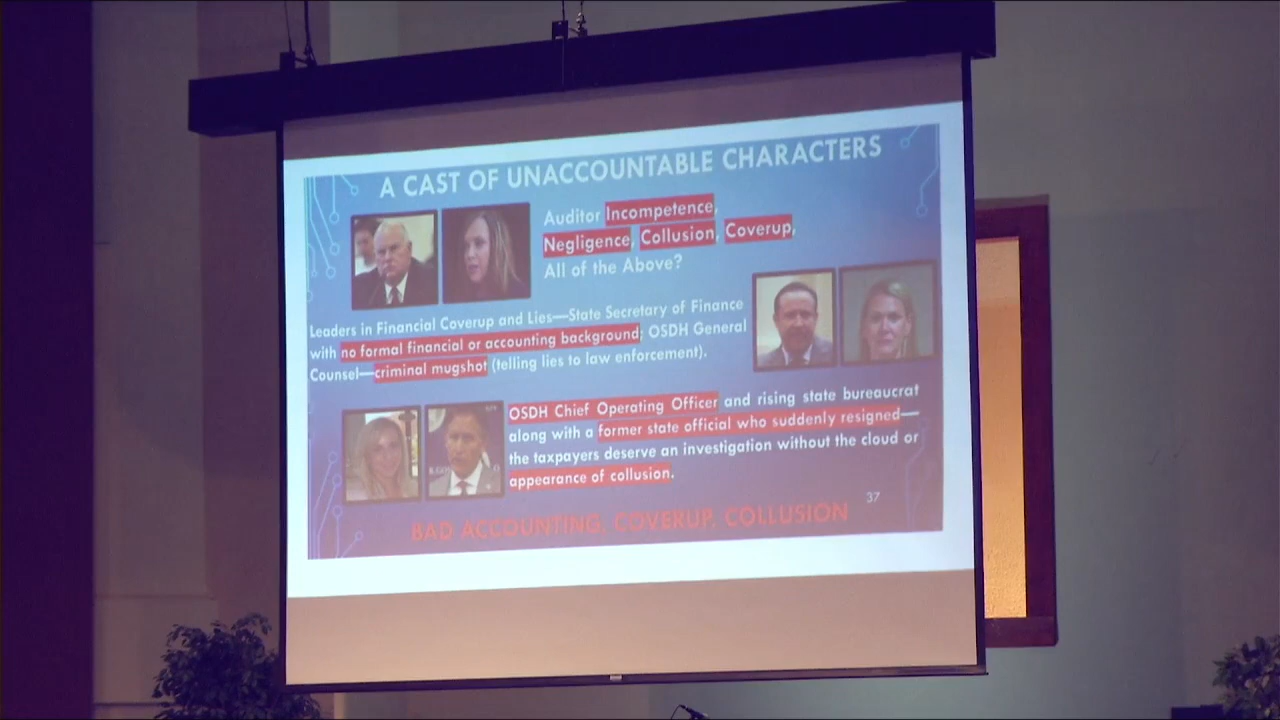 A CAST OF UNACCOUNTABLE CHARACTERS
Auditor Incompetence,
Negligence, Collusion, Coverup,
All of the Above?
Leaders in Financial Coverup and Lies—State Secretary of Finance
with no formal financial or accounting background; OSDH General
Counsel—criminal mugshot (telling lies to law enforcement).
OSDH Chief Operating Officer and rising state bureaucrat
along with a former state official who suddenly resigned—
the taxpayers deserve an investigation without the cloud or
appearance of collusion.
37
BAD ACCOUNTING, COVERUP, COLLUSION